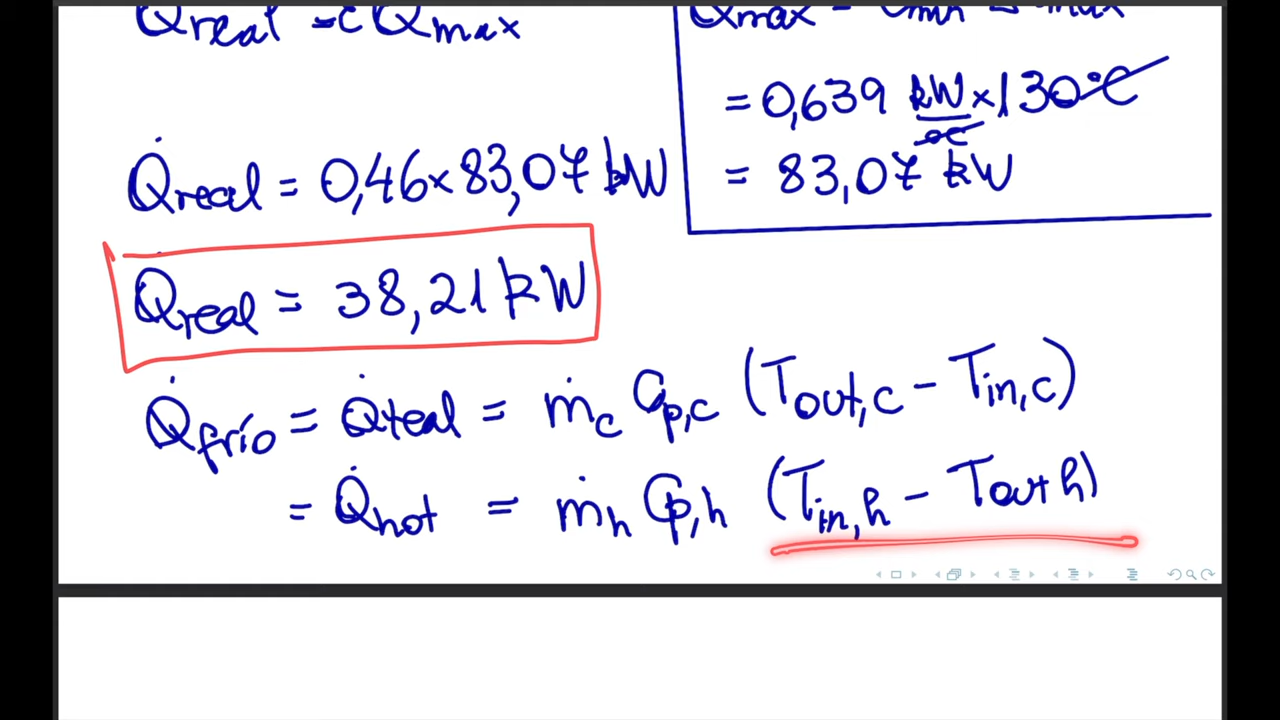 Q̇real = ε Q̇max
Q̇max = Cmin ΔTmax
= 0,639 kW/°C × 130°C
= 83,07 kW
Q̇real = 0,46 × 83,07 kW
Q̇real = 38,21 kW
Q̇frío = Q̇real = ṁc Cp,c (Tout,c - Tin,c)
= Q̇hot = ṁh Cp,h (Tin,h - Tout h)